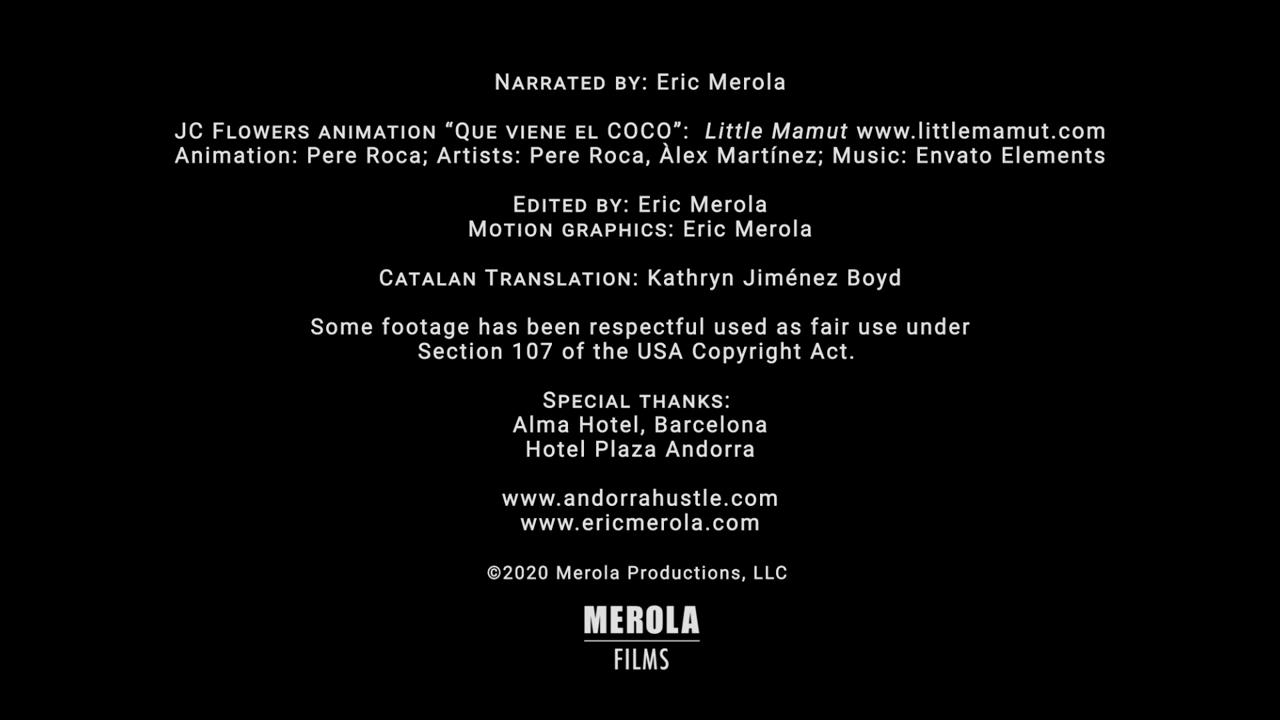 Narrated by: Eric Merola
JC Flowers animation “Que viene el COCO”: Little Mamut www.littlemamut.com
Animation: Pere Roca; Artists: Pere Roca, Àlex Martínez; Music: Envato Elements
Edited by: Eric Merola
Motion graphics: Eric Merola
Catalan Translation: Kathryn Jiménez Boyd
Some footage has been respectful used as fair use under
Section 107 of the USA Copyright Act.
Special thanks:
Alma Hotel, Barcelona
Hotel Plaza Andorra
www.andorrahustle.com
www.ericmerola.com
©2020 Merola Productions, LLC
MEROLA
FILMS